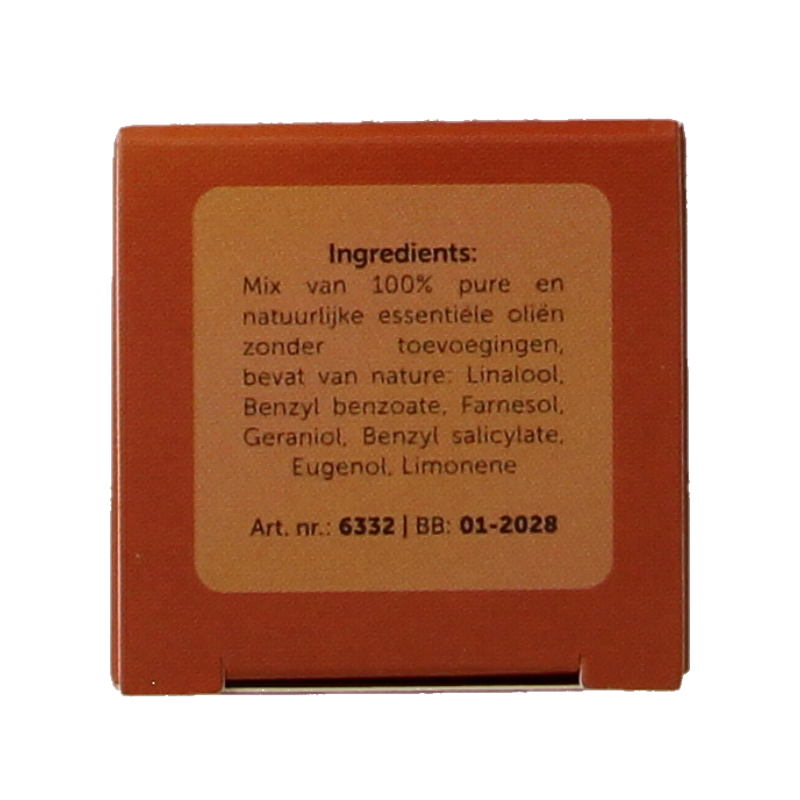 Ingredients:
Mix van 100% pure en
natuurlijke essentiële oliën
zonder toevoegingen,
bevat van nature: Linalool,
Benzyl benzoate, Farnesol,
Geraniol, Benzyl salicylate,
Eugenol, Limonene
Art. nr.: 6332 | BB: 01-2028